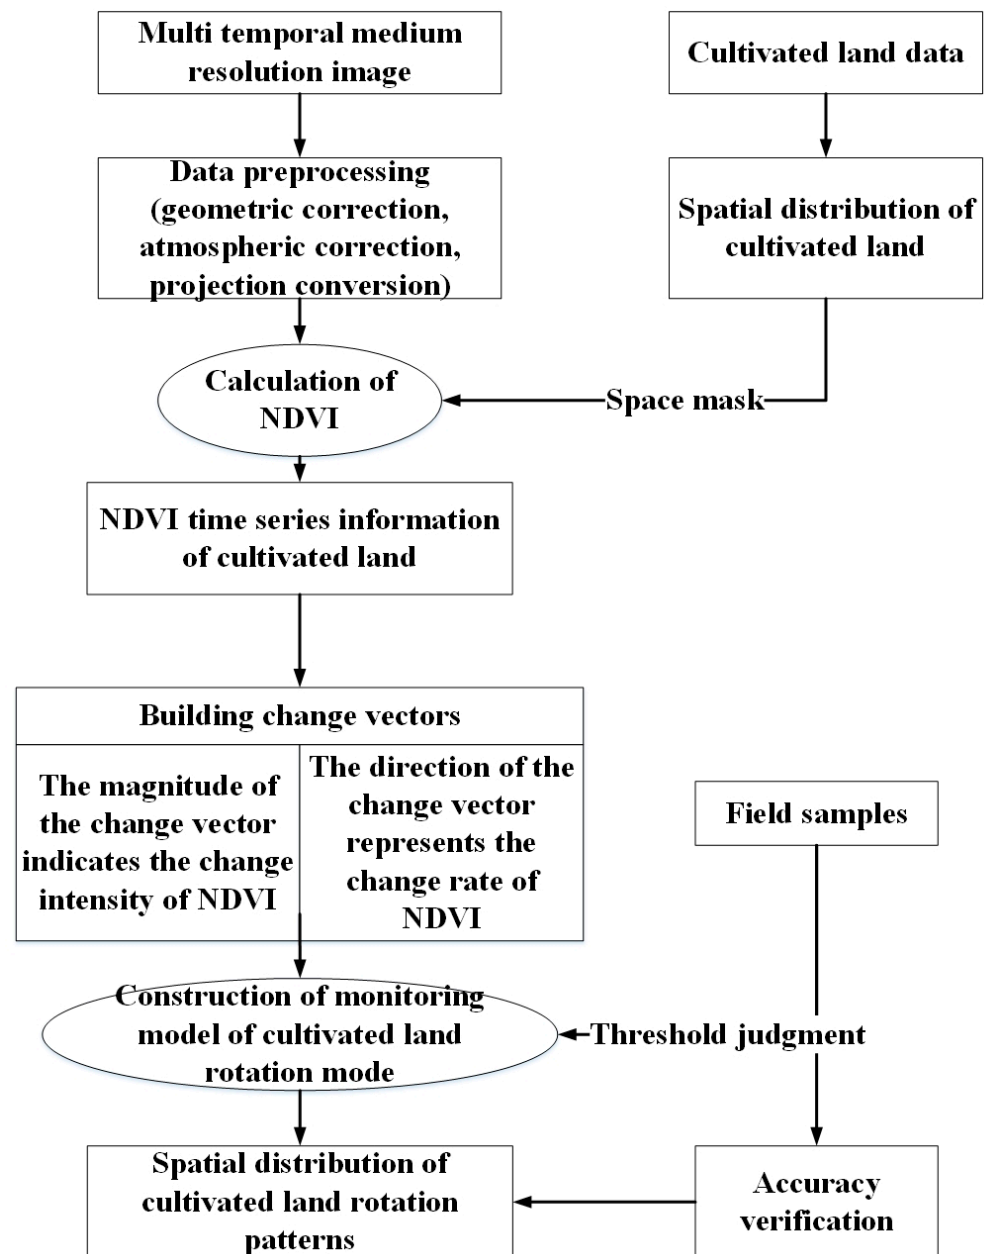 Multi temporal medium
resolution image
Cultivated land data
Data preprocessing
(geometric correction,
atmospheric correction,
projection conversion)
Spatial distribution of
cultivated land
Calculation of
NDVI
Space mask
NDVI time series information
of cultivated land
Building change vectors
The magnitude of
the change vector
indicates the change
intensity of NDVI
The direction of the
change vector
represents the
change rate of
NDVI
Field samples
Construction of monitoring
model of cultivated land
rotation mode
Threshold judgment
Spatial distribution of
cultivated land rotation
patterns
Accuracy
verification